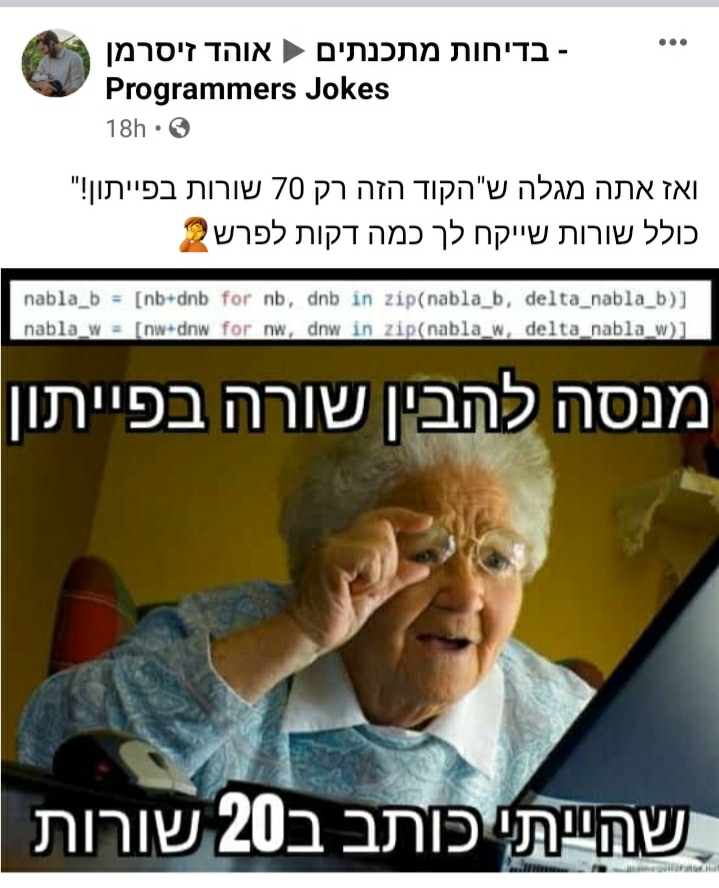 אוהד זיסרמן ▶ בדיחות מתכנתים -
Programmers Jokes
18h •
ואז אתה מגלה ש"הקוד הזה רק 70 שורות בפייתון!"
כולל שורות שייקח לך כמה דקות לפרש🤦
nabla_b = [nb+dnb for nb, dnb in zip(nabla_b, delta_nabla_b)]
nabla_w = [nw+dnw for nw, dnw in zip(nabla_w, delta_nabla_w)]
מנסה להבין שורה בפייתון
שהייתי כותב ב20 שורות